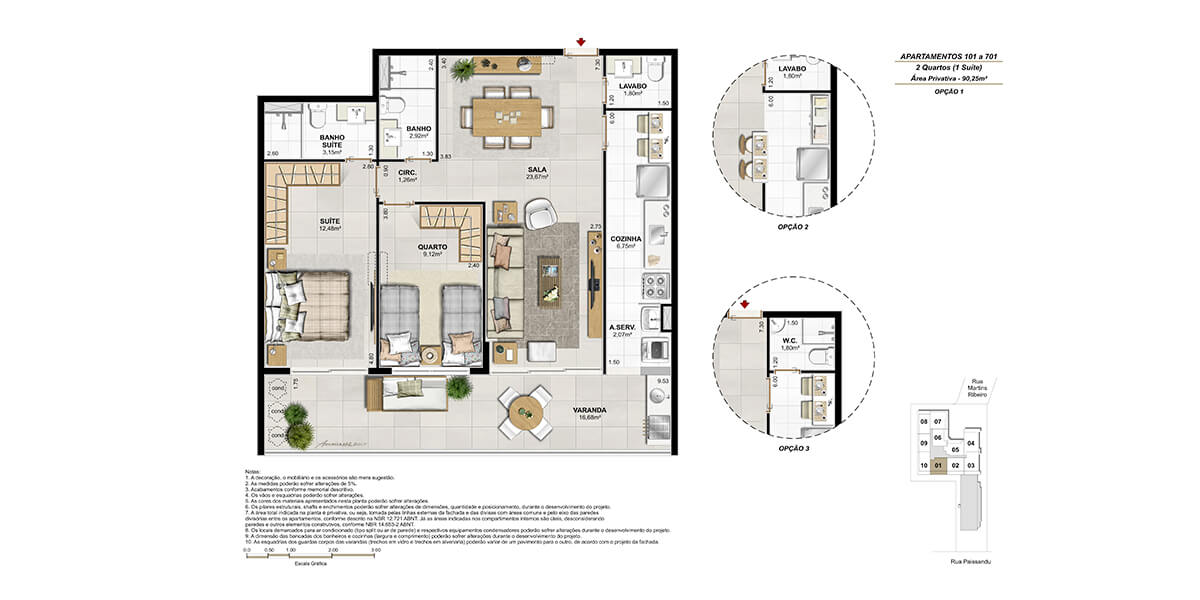 APARTAMENTOS 101 a 701
2 Quartos (1 Suíte)
Área Privativa - 90,25m²
OPÇÃO 1
3.40
2.40
7.30
LAVABO
1,80m²
1.20
1.50
BANHO
2,92m²
1.30
BANHO
SUÍTE
3,15m²
1.30
2.60
2.60
3.83
6.00
CIRC.
1,26m²
0.90
SALA
23,67m²
3.80
SUÍTE
12,48m²
QUARTO
9,12m²
2.40
2.73
COZINHA
6,75m²
A.SERV.
2,07m²
1.50
4.80
1.75
9.53
cond
cond
cond
VARANDA
16,68m²
LAVABO
1,80m²
1.20
6.00
OPÇÃO 2
7.30
1.50
W.C.
1,80m²
1.20
6.00
OPÇÃO 3
Rua
Martins
Ribeiro
08 07
09 06 04
05
10 01 02 03
Rua Paissandu
Notas:
1. A decoração, o mobiliário e os acessórios são mera sugestão.
2. As medidas poderão sofrer alterações de 5%.
3. Acabamentos conforme memorial descritivo.
4. Os vãos e esquadrias poderão sofrer alterações.
5. As cores dos materiais apresentados nesta planta poderão sofrer alterações.
6. Os pilares estruturais, shafts e enchimentos poderão sofrer alterações de dimensões, quantidade e posicionamento, durante o desenvolvimento do projeto.
7. A área total indicada na planta é privativa, ou seja, tomada pelas linhas externas da fachada e das divisas com áreas comuns e pelo eixo das paredes
divisórias entre os apartamentos, conforme descrito na NBR 12.721 ABNT. Já as áreas indicadas nos compartimentos internos são úteis, desconsiderando
paredes e outros elementos construtivos, conforme NBR 14.653-2 ABNT.
8. Os locais demarcados para ar condicionado (tipo split ou ar de parede) e respectivos equipamentos condensadores poderão sofrer alterações durante o desenvolvimento do projeto.
9. A dimensão das bancadas dos banheiros e cozinhas (largura e comprimento) poderão sofrer alterações durante o desenvolvimento do projeto.
10. As esquadrias dos guardas corpos das varandas (trechos em vidro e trechos em alvenaria) poderão variar de um pavimento para o outro, de acordo com o projeto da fachada.
0.0 0.50 1.00 2.00 3.00
Escala Gráfica